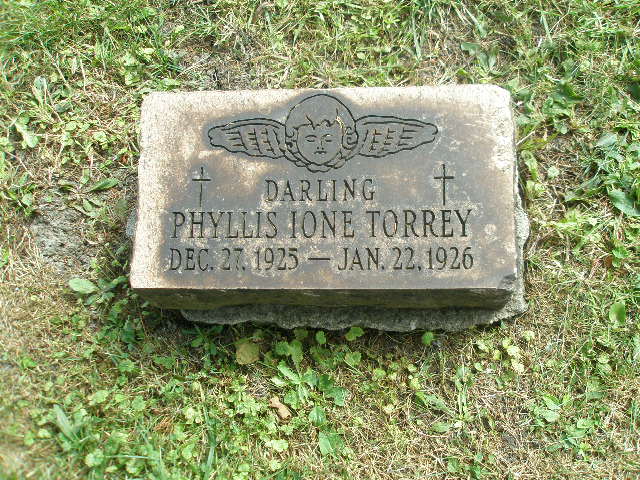 DARLING
PHYLLIS IONE TORREY
DEC. 27, 1925 — JAN. 22, 1926